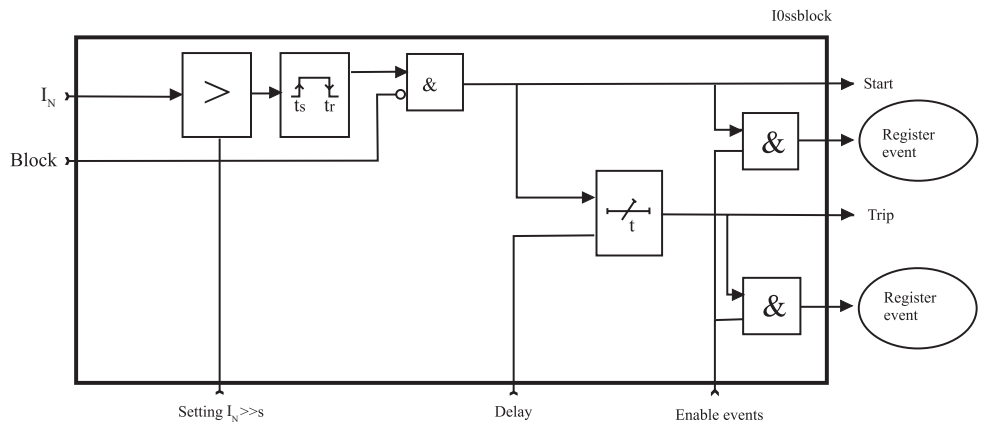 I0ssblock
I_N
>
ts tr
&
Start
Block
&
Register
event
t
Trip
&
Register
event
Setting I_N>>s
Delay
Enable events